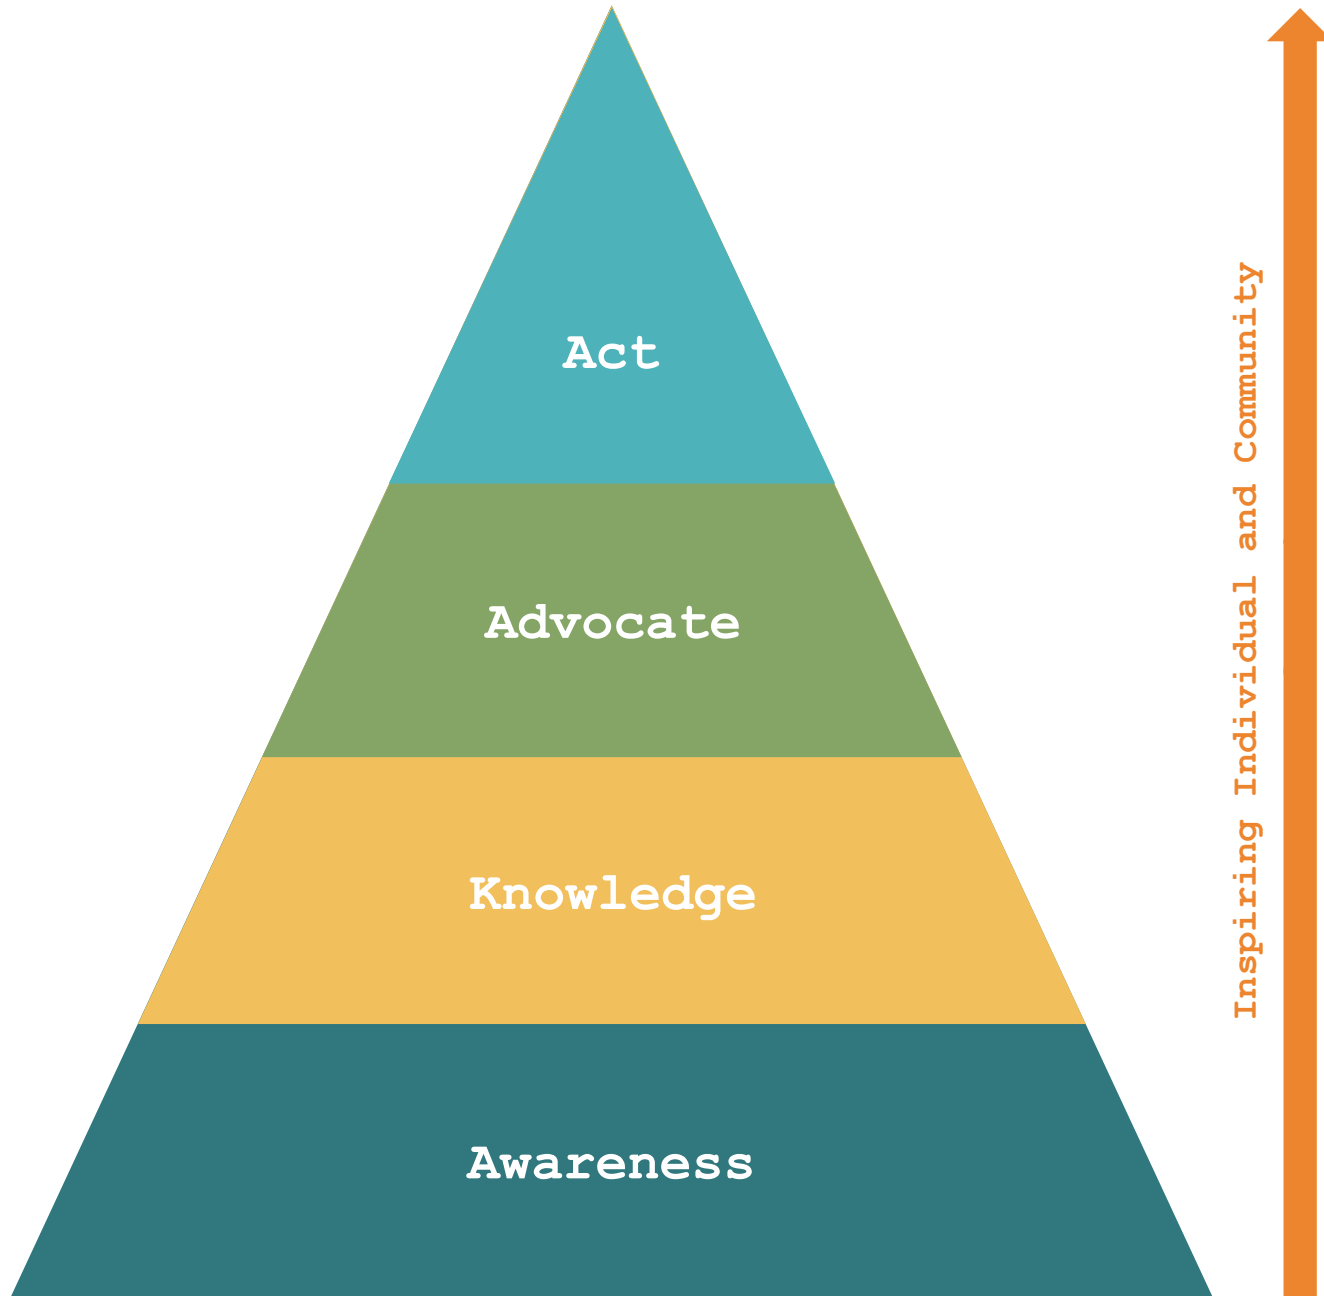 Act
Advocate
Knowledge
Awareness
Inspiring Individual and Community